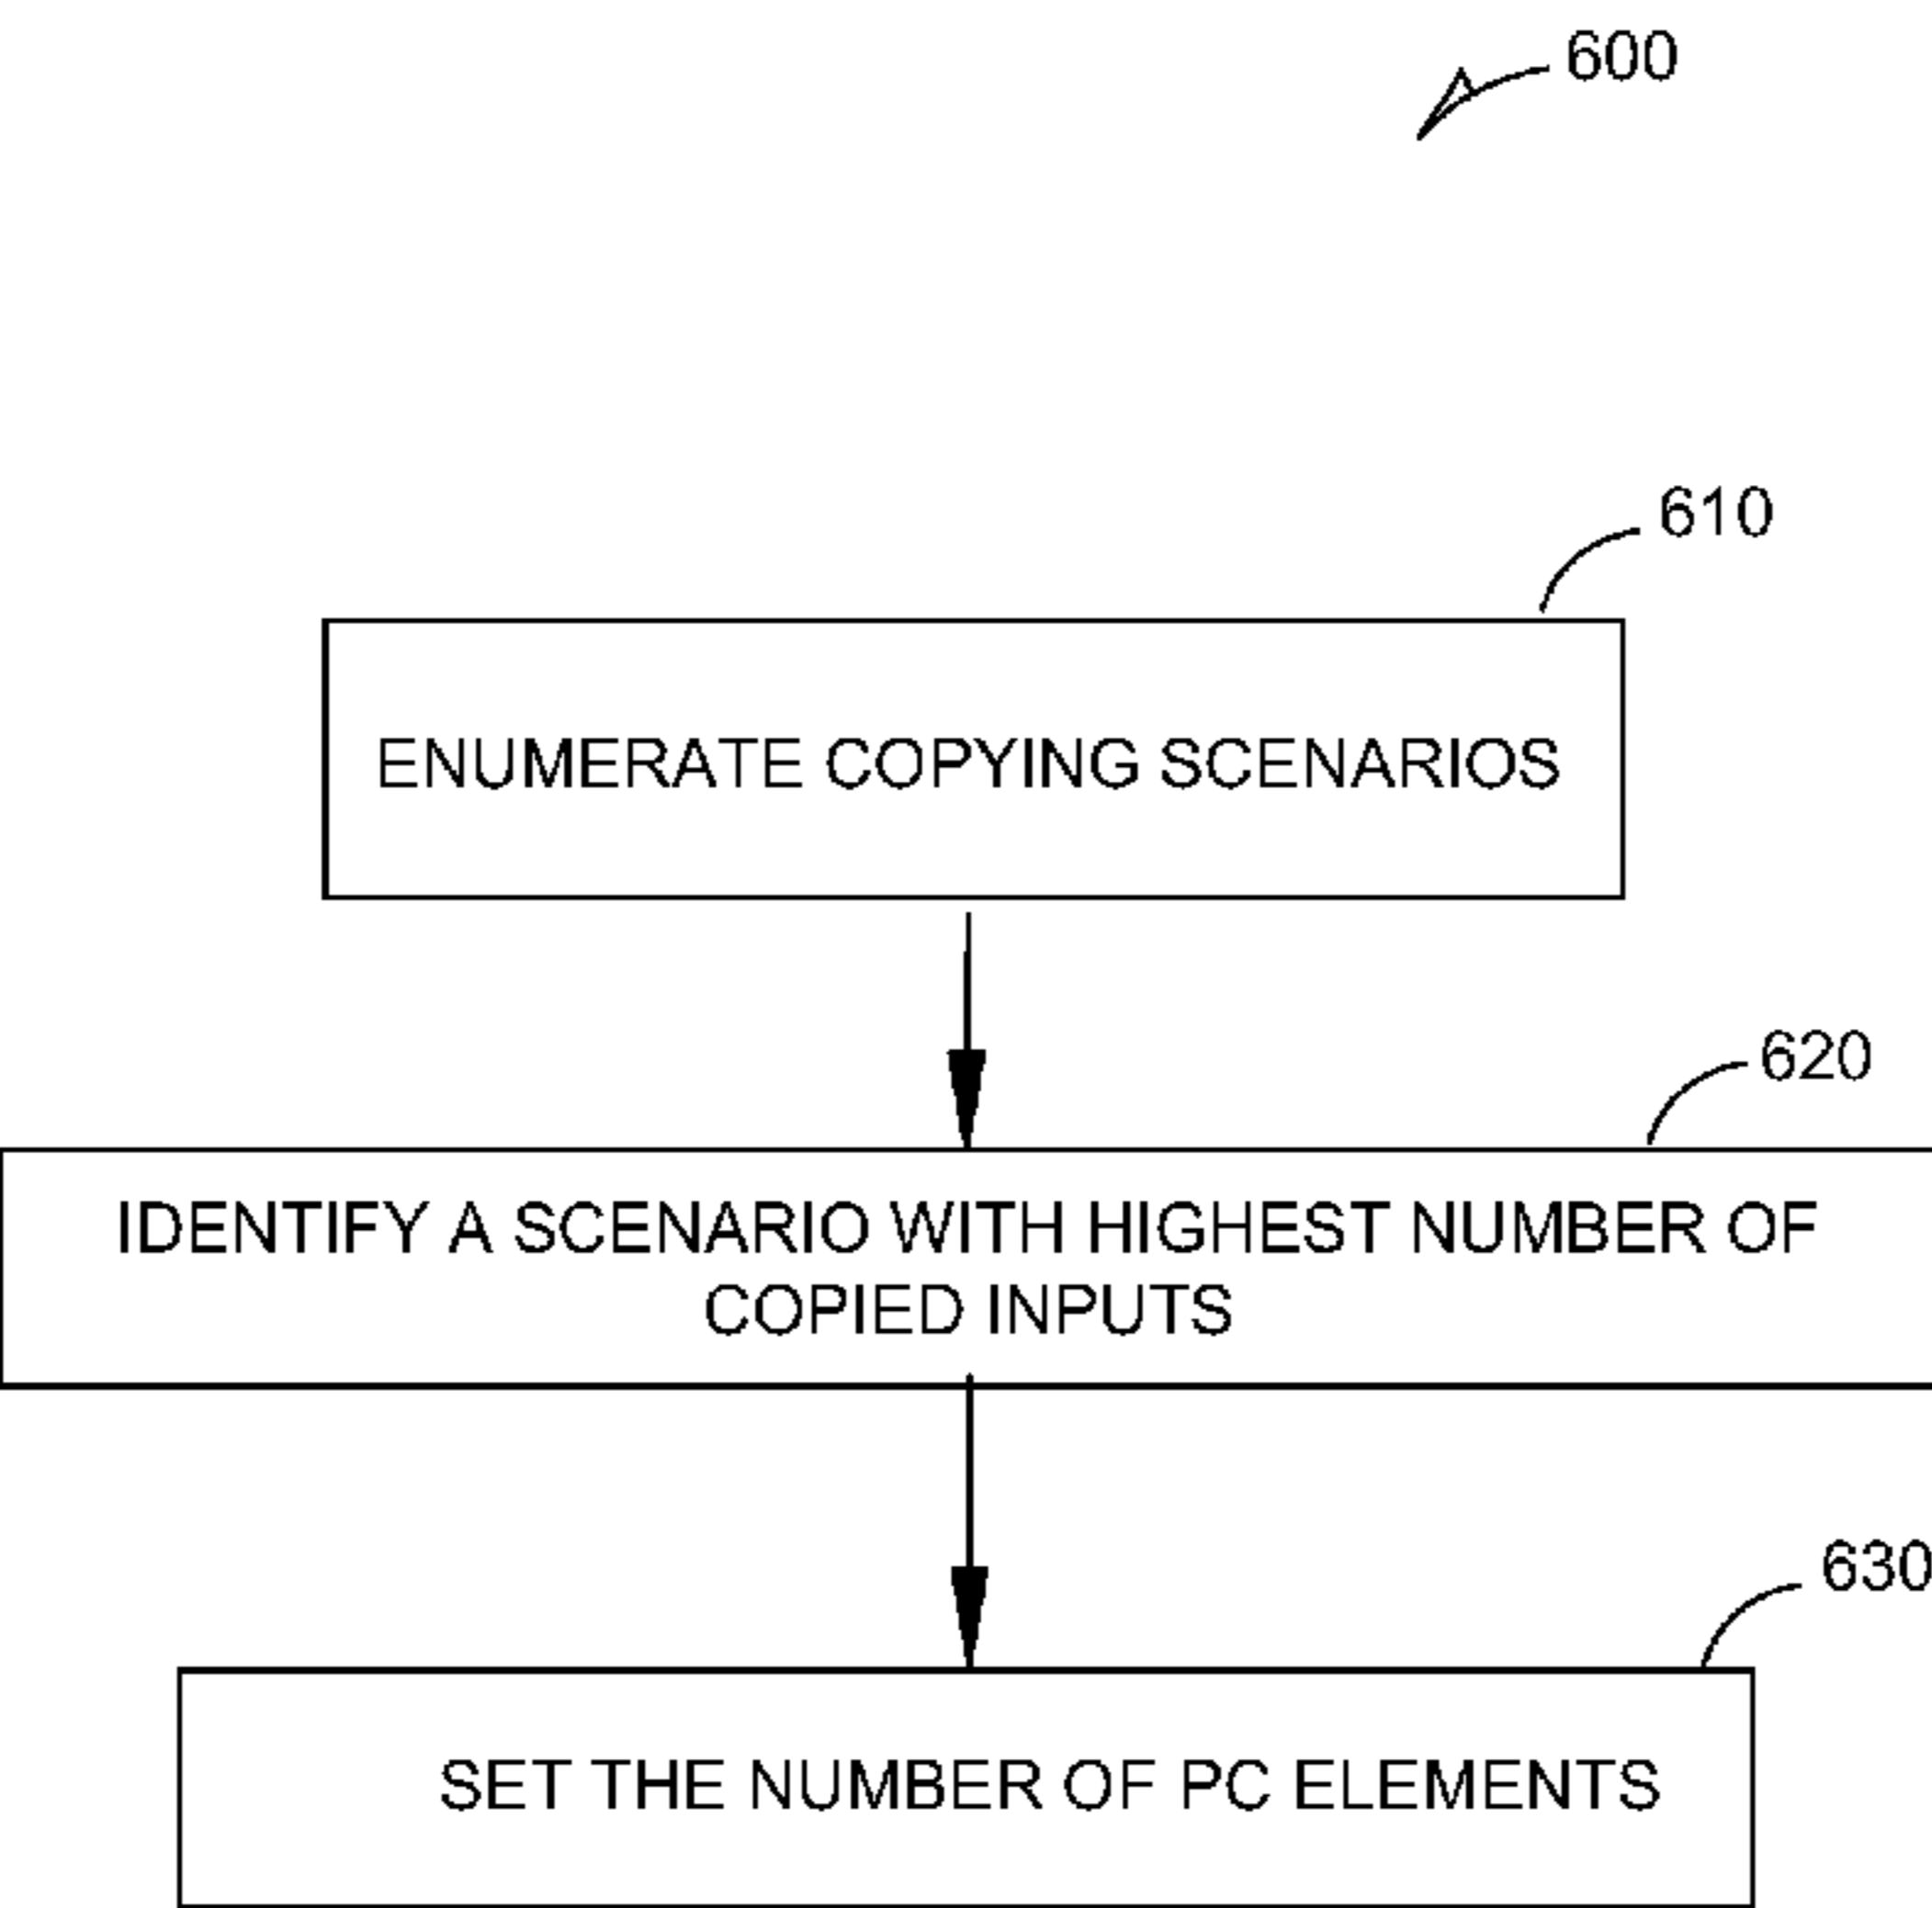 600
610
ENUMERATE COPYING SCENARIOS
620
IDENTIFY A SCENARIO WITH HIGHEST NUMBER OF
COPIED INPUTS
630
SET THE NUMBER OF PC ELEMENTS